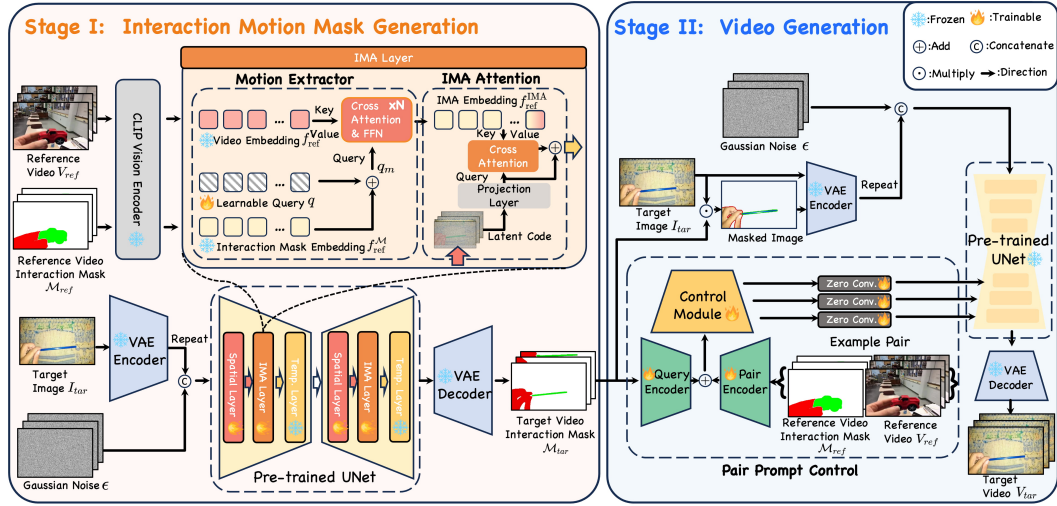 Stage I: Interaction Motion Mask Generation
IMA Layer
Motion Extractor
IMA Attention
Reference
Video V_ref
Reference Video
Interaction Mask
M_ref
CLIP Vision Encoder
Key
Value
Cross xN
Attention
& FFN
Video Embedding f_ref
Query
q_m
Learnable Query q
Interaction Mask Embedding f_ref^M
IMA Embedding f_ref^IMA
Key
Value
Cross
Attention
Query
Projection
Layer
Latent Code
Target
Image I_tar
VAE
Encoder
Repeat
C
Gaussian Noise ϵ
Spatial Layer
IMA Layer
Temp. Layer
...
Spatial Layer
IMA Layer
Temp. Layer
Pre-trained UNet
VAE
Decoder
Target Video
Interaction Mask
M_tar
Stage II: Video Generation
:Frozen
:Trainable
:Add
C :Concatenate
:Multiply
:Direction
Gaussian Noise ϵ
C
Target
Image I_tar
Masked Image
VAE
Encoder
Repeat
Pre-trained
UNet
Control
Module
Zero Conv.
Zero Conv.
Zero Conv.
Example Pair
Query
Encoder
Pair
Encoder
Reference Video
Interaction Mask
M_ref
Reference
Video V_ref
Pair Prompt Control
VAE
Decoder
Target
Video V_tar